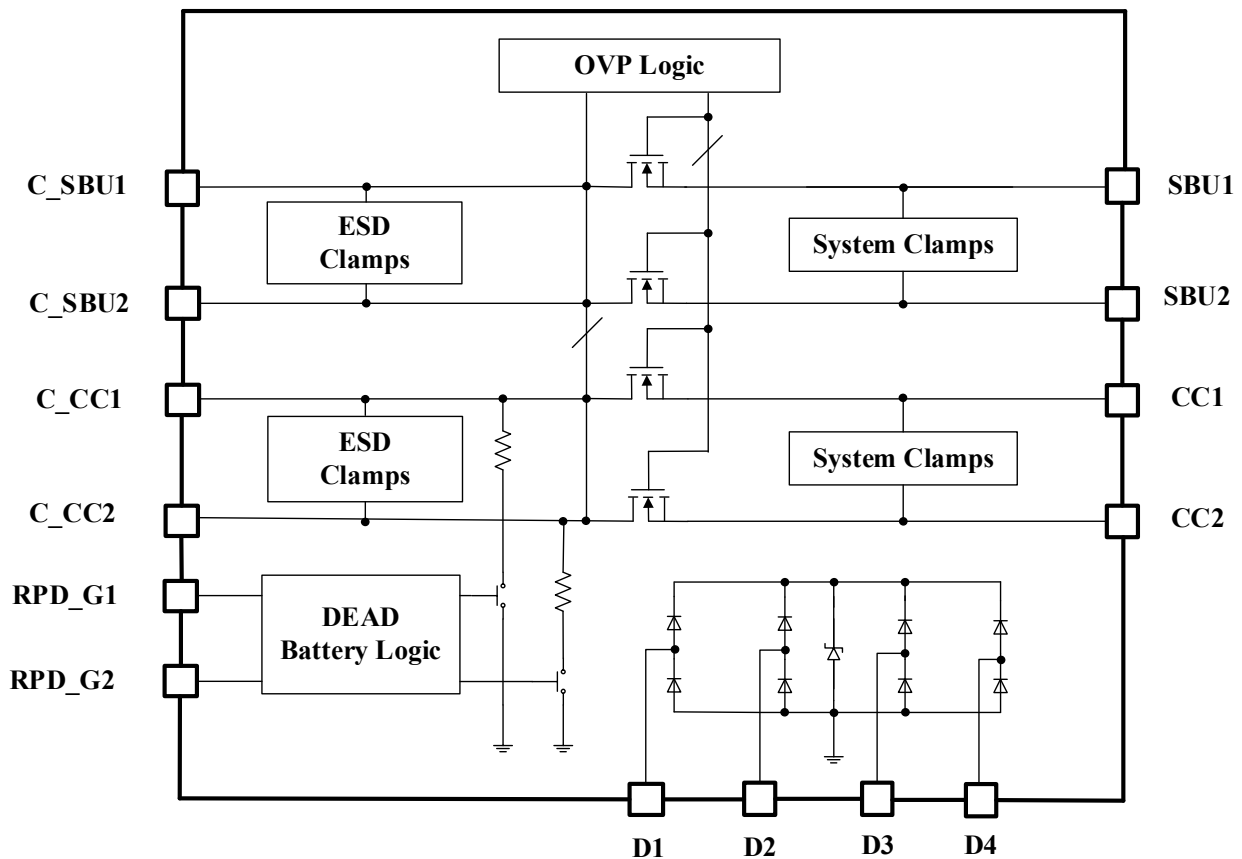 OVP Logic
C_SBU1
SBU1
ESD
Clamps
System Clamps
C_SBU2
SBU2
C_CC1
CC1
ESD
Clamps
System Clamps
C_CC2
CC2
RPD_G1
DEAD
Battery Logic
RPD_G2
D1
D2
D3
D4